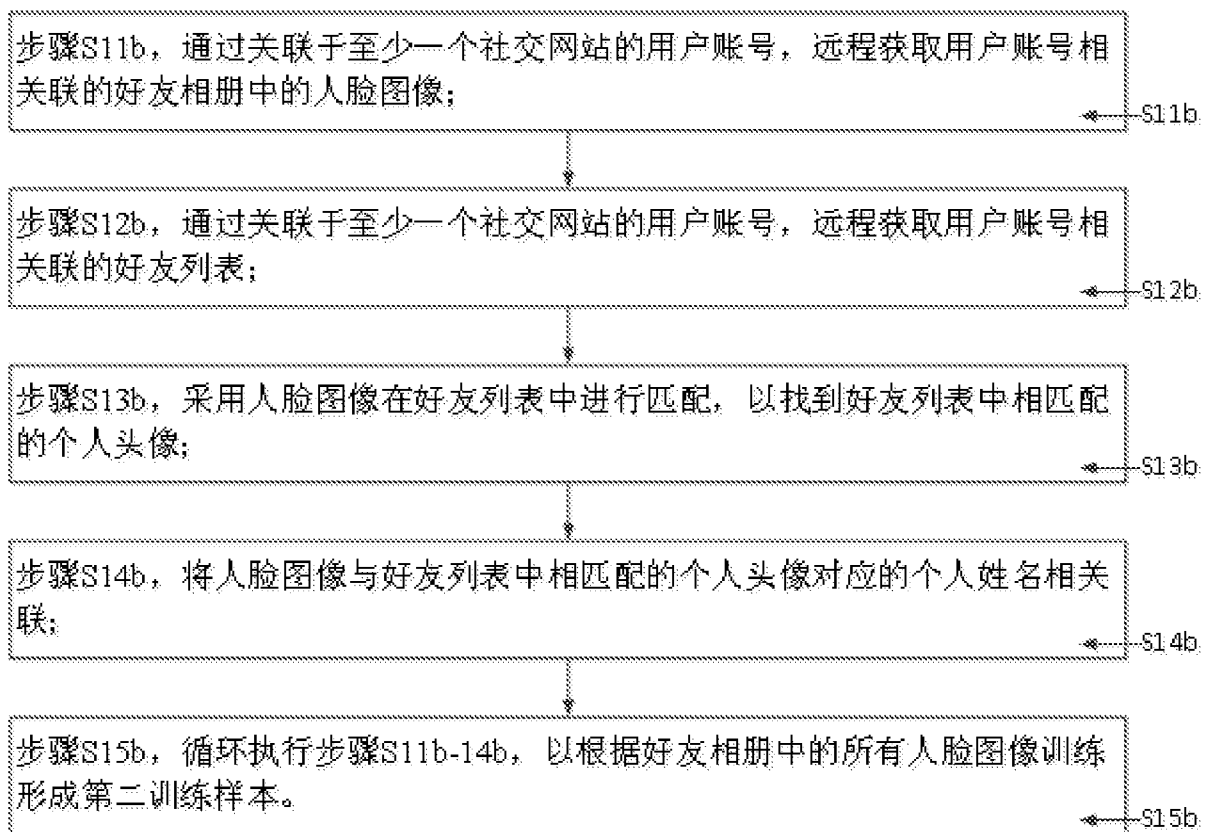 步骤S11b，通过关联于至少一个社交网站的用户账号，远程获取用户账号相
关联的好友相册中的人脸图像；
S11b
步骤S12b，通过关联于至少一个社交网站的用户账号，远程获取用户账号相
关联的好友列表；
S12b
步骤S13b，采用人脸图像在好友列表中进行匹配，以找到好友列表中相匹配
的个人头像；
S13b
步骤S14b，将人脸图像与好友列表中相匹配的个人头像对应的个人姓名相关
联；
S14b
步骤S15b，循环执行步骤S11b-14b，以根据好友相册中的所有人脸图像训练
形成第二训练样本。
S15b